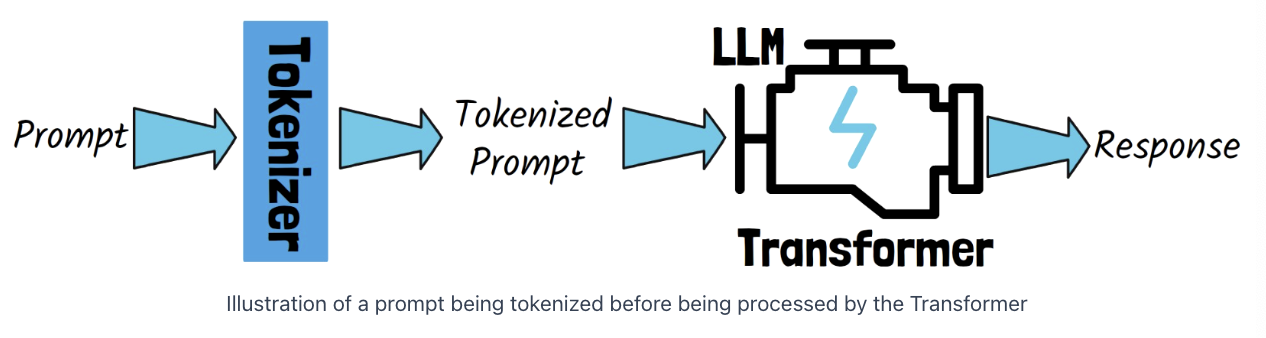 Prompt
Tokenizer
Tokenized
Prompt
LLM
Transformer
Response
Illustration of a prompt being tokenized before being processed by the Transformer